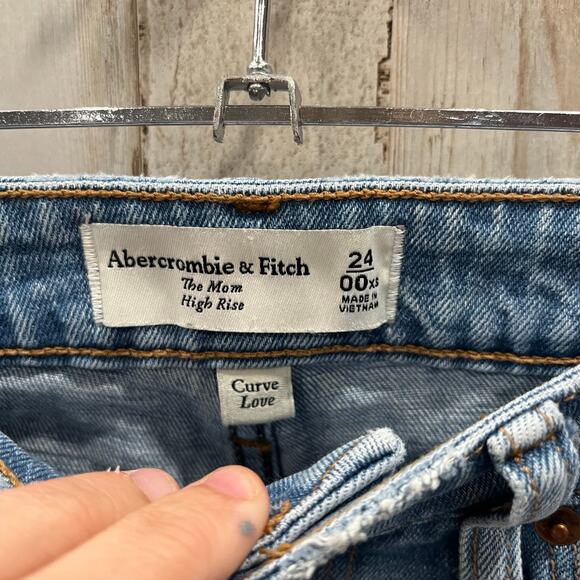 Abercrombie & Fitch
The Mom
High Rise
24
00XS
MADE IN
VIETNAM
Curve
Love